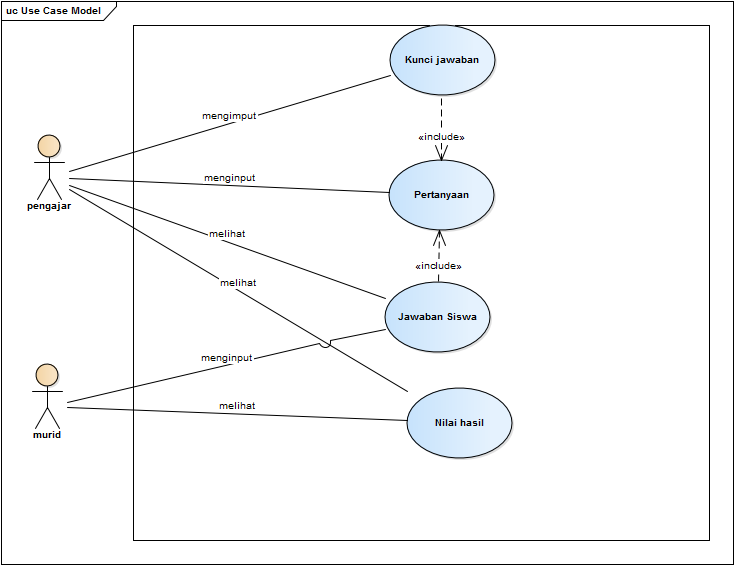 uc Use Case Model
Kunci jawaban
mengimput
«include»
menginput
Pertanyaan
pengajar
melihat
«include»
melihat
Jawaban Siswa
menginput
melihat
Nilai hasil
murid